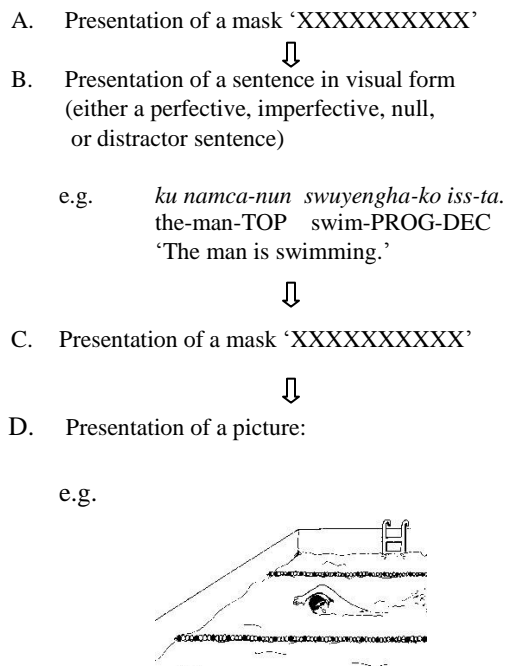 A. Presentation of a mask ‘XXXXXXXXXX’
B. Presentation of a sentence in visual form
(either a perfective, imperfective, null,
or distractor sentence)
e.g. ku namca-nun swuyengha-ko iss-ta.
the-man-TOP swim-PROG-DEC
‘The man is swimming.’
C. Presentation of a mask ‘XXXXXXXXXX’
D. Presentation of a picture:
e.g.